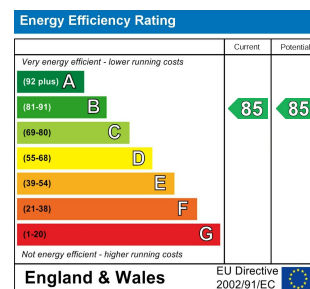 Energy Efficiency Rating
Current Potential
Very energy efficient - lower running costs
(92 plus) A
(81-91) B 85 85
(69-80) C
(55-68) D
(39-54) E
(21-38) F
(1-20) G
Not energy efficient - higher running costs
England & Wales
EU Directive
2002/91/EC